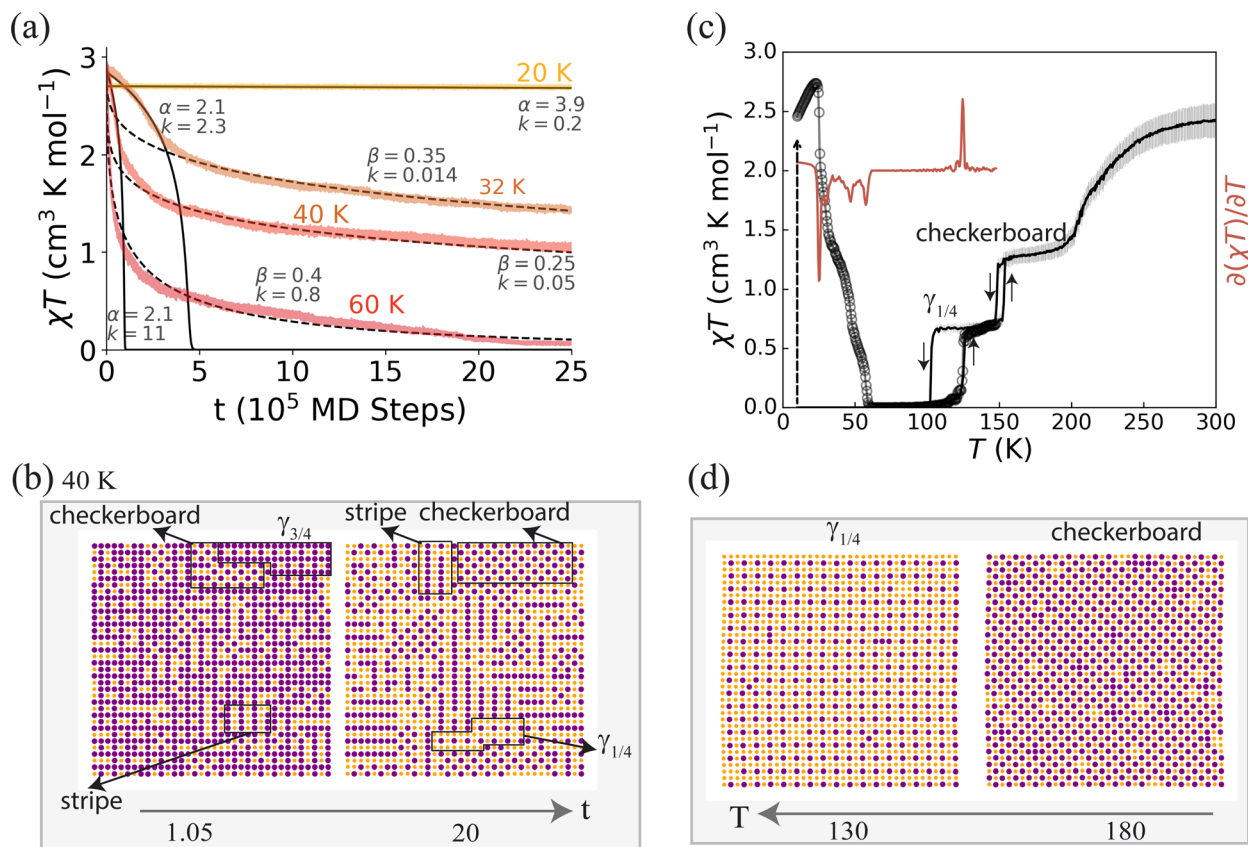 (a)
χT (cm³ K mol⁻¹)
3
2
1
0
20 K
α = 2.1
k = 2.3
α = 3.9
k = 0.2
β = 0.35
k = 0.014
32 K
40 K
β = 0.25
k = 0.05
β = 0.4
k = 0.8
60 K
α = 2.1
k = 11
0 5 10 15 20 25
t (10⁵ MD Steps)
(c)
χT (cm³ K mol⁻¹)
3.0
2.5
2.0
1.5
1.0
0.5
0.0
checkerboard
γ1/4
∂(χT)/∂T
0 50 100 150 200 250 300
T (K)
(b) 40 K
checkerboard
γ3/4
stripe
stripe checkerboard
γ1/4
t
1.05 20
(d)
γ1/4 checkerboard
T
130 180